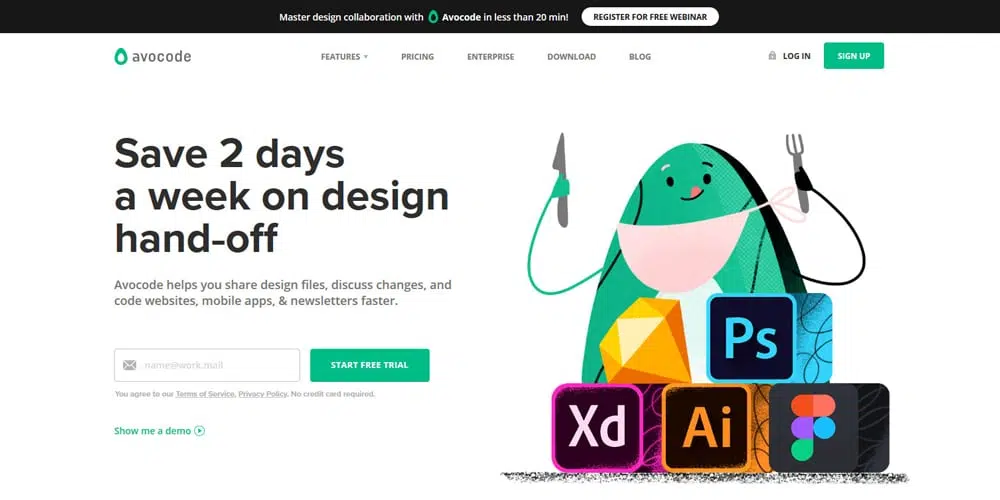 Master design collaboration with Avocode in less than 20 min! REGISTER FOR FREE WEBINAR
avocode FEATURES PRICING ENTERPRISE DOWNLOAD BLOG LOG IN SIGN UP
Save 2 days
a week on design
hand-off
Avocode helps you share design files, discuss changes, and
code websites, mobile apps, & newsletters faster.
name@work.mail START FREE TRIAL
You agree to our Terms of Service, Privacy Policy. No credit card required.
Show me a demo
Ps
Xd Ai